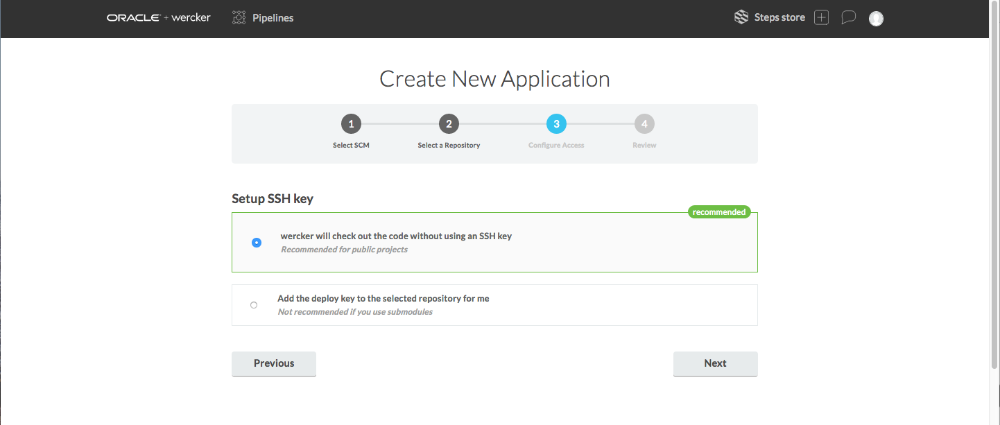 ORACLE + wercker Pipelines Steps store
Create New Application
1 2 3 4
Select SCM Select a Repository Configure Access Review
Setup SSH key
recommended
wercker will check out the code without using an SSH key
Recommended for public projects
Add the deploy key to the selected repository for me
Not recommended if you use submodules
Previous Next